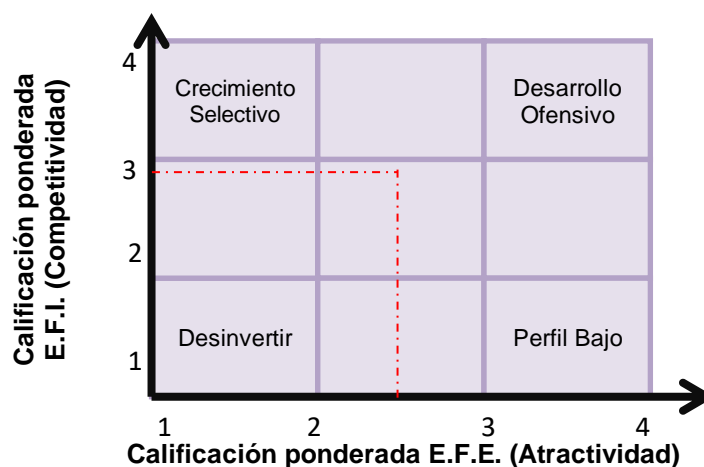 Calificación ponderada
E.F.I. (Competitividad)
4
3
2
1
Crecimiento
Selectivo
Desarrollo
Ofensivo
Desinvertir
Perfil Bajo
1
2
3
4
Calificación ponderada E.F.E. (Atractividad)